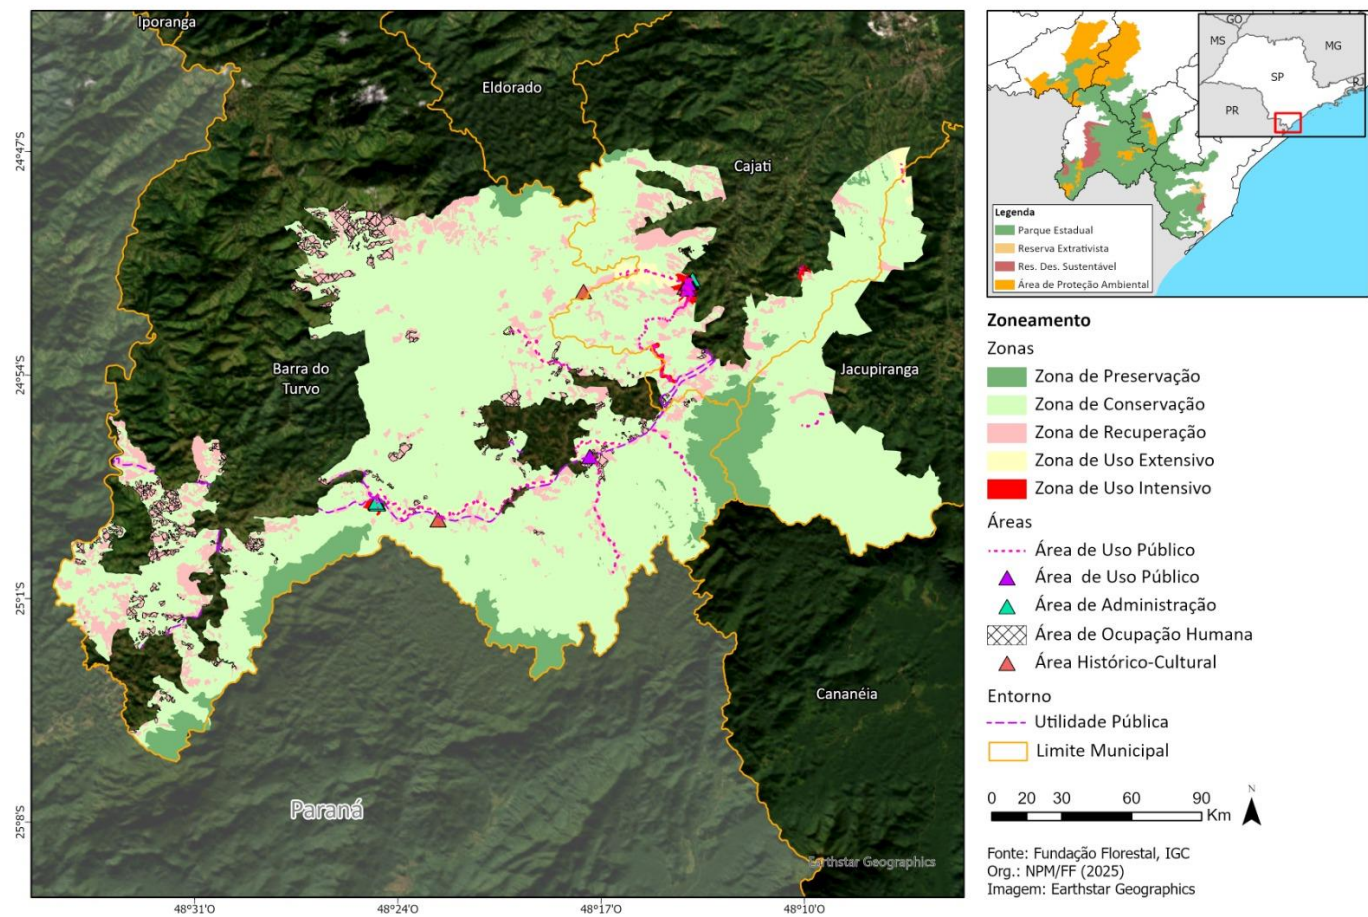 Iporanga
Eldorado
Cajati
Barra do
Turvo
Jacupiranga
Cananéia
Paraná
Earthstar Geographics
24°47'S
24°54'S
25°1'S
25°8'S
48°31'O
48°24'O
48°17'O
48°10'O
GO
MS
MG
SP
RJ
PR
Legenda
Parque Estadual
Reserva Extrativista
Res. Des. Sustentável
Área de Proteção Ambiental
Zoneamento
Zonas
Zona de Preservação
Zona de Conservação
Zona de Recuperação
Zona de Uso Extensivo
Zona de Uso Intensivo
Áreas
Área de Uso Público
Área de Uso Público
Área de Administração
Área de Ocupação Humana
Área Histórico-Cultural
Entorno
Utilidade Pública
Limite Municipal
0 20 30 60 90
Km
N
Fonte: Fundação Florestal, IGC
Org.: NPM/FF (2025)
Imagem: Earthstar Geographics